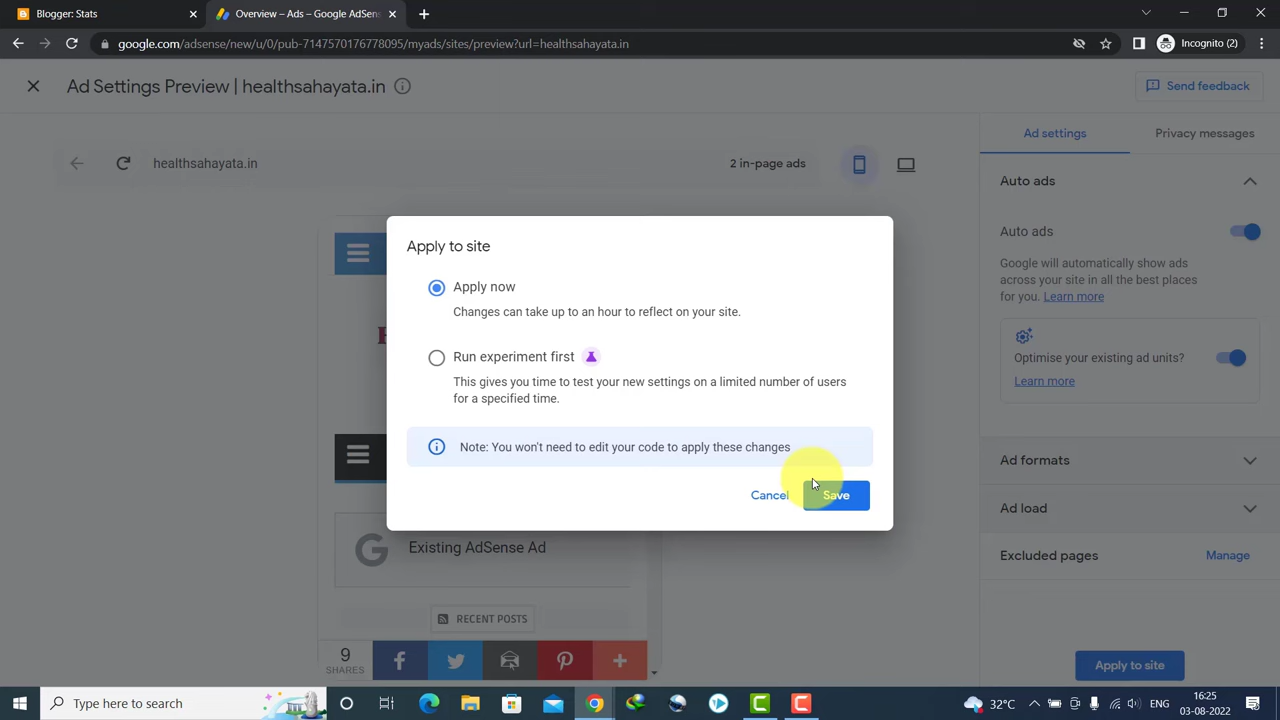 Blogger: Stats
Overview – Ads – Google AdSens
google.com/adsense/new/u/0/pub-7147570176778095/myads/sites/preview?url=healthsahayata.in
Incognito (2)
Ad Settings Preview | healthsahayata.in
Send feedback
Ad settings
Privacy messages
healthsahayata.in
2 in-page ads
Auto ads
Auto ads
Google will automatically show ads
across your site in all the best places
for you. Learn more
Optimise your existing ad units?
Learn more
Ad formats
Ad load
Excluded pages
Manage
Apply to site
Apply to site
Apply now
Changes can take up to an hour to reflect on your site.
Run experiment first
This gives you time to test your new settings on a limited number of users
for a specified time.
Note: You won't need to edit your code to apply these changes
Cancel
Save
H
Existing AdSense Ad
RECENT POSTS
9
SHARES
Type here to search
32°C
ENG
16:25
03-08-2022